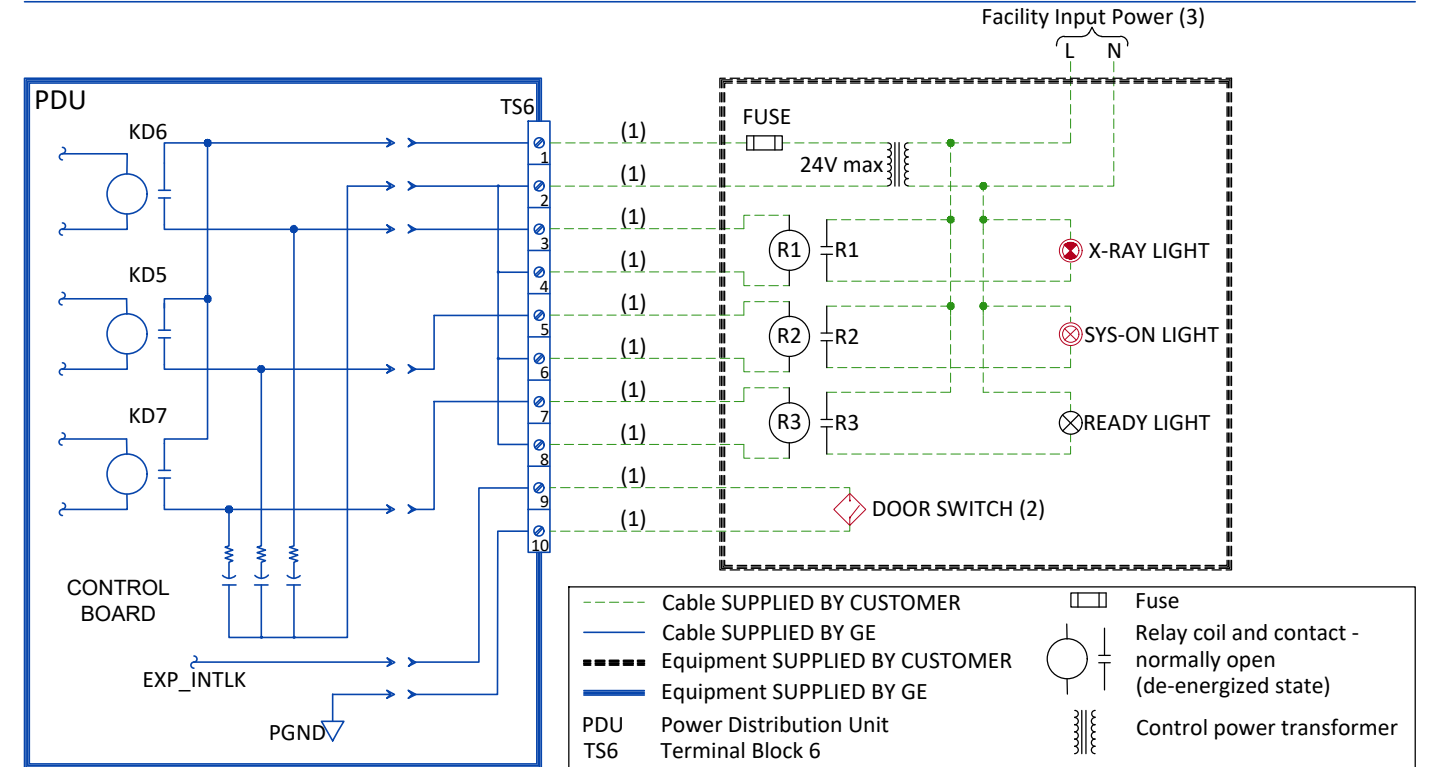 Facility Input Power (3)
L N
PDU
TS6
KD6
FUSE
(1)
1
24V max
(1)
2
(1)
3
R1 R1 X-RAY LIGHT
(1)
4
KD5
(1)
5
R2 R2 SYS-ON LIGHT
(1)
6
(1)
7
KD7
R3 R3 READY LIGHT
(1)
8
(1)
9
DOOR SWITCH (2)
(1)
10
CONTROL
BOARD
EXP_INTLK
PGND
Cable SUPPLIED BY CUSTOMER
Cable SUPPLIED BY GE
Equipment SUPPLIED BY CUSTOMER
Equipment SUPPLIED BY GE
PDU Power Distribution Unit
TS6 Terminal Block 6
Fuse
Relay coil and contact -
normally open
(de-energized state)
Control power transformer